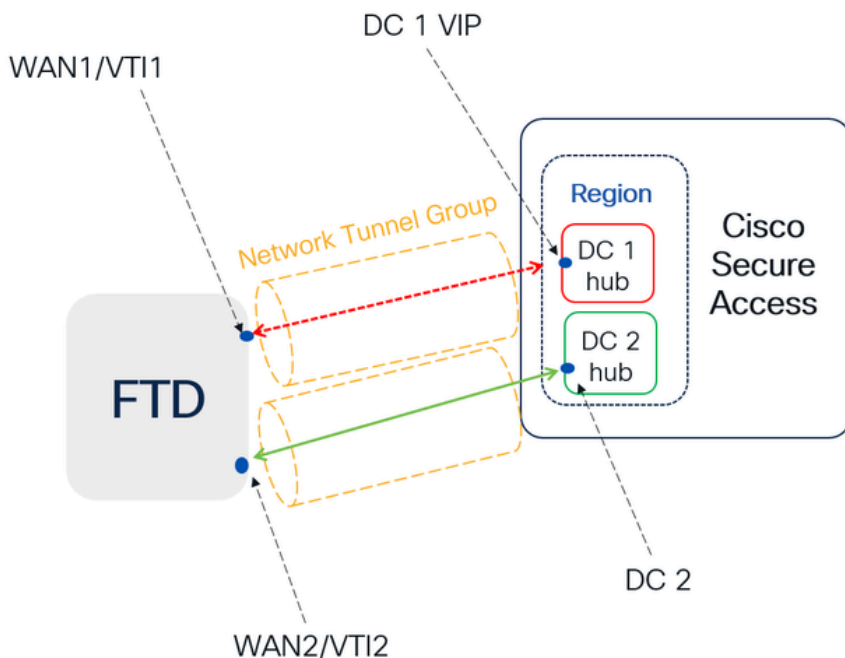 DC 1 VIP
WAN1/VTI1
Network Tunnel Group
Region
DC 1
hub
Cisco
Secure
Access
DC 2
hub
FTD
DC 2
WAN2/VTI2